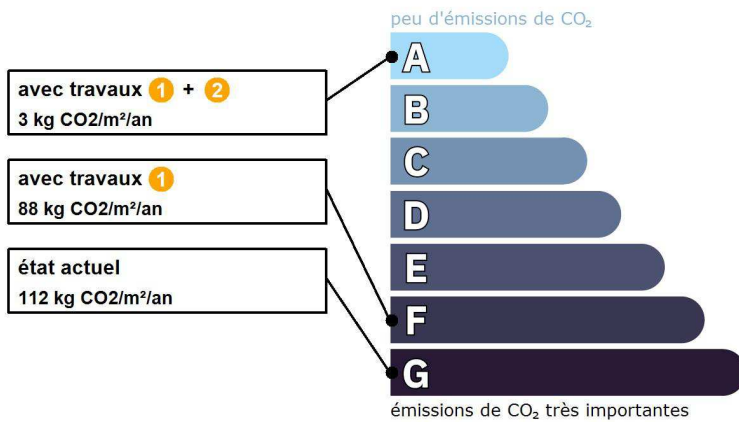 peu d'émissions de CO₂
A
avec travaux 1 + 2
3 kg CO2/m²/an
B
C
avec travaux 1
88 kg CO2/m²/an
D
état actuel
112 kg CO2/m²/an
E
F
G
émissions de CO₂ très importantes